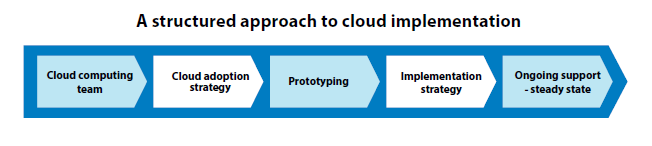 A structured approach to cloud implementation
Cloud computing
team
Cloud adoption
strategy
Prototyping
Implementation
strategy
Ongoing support
- steady state